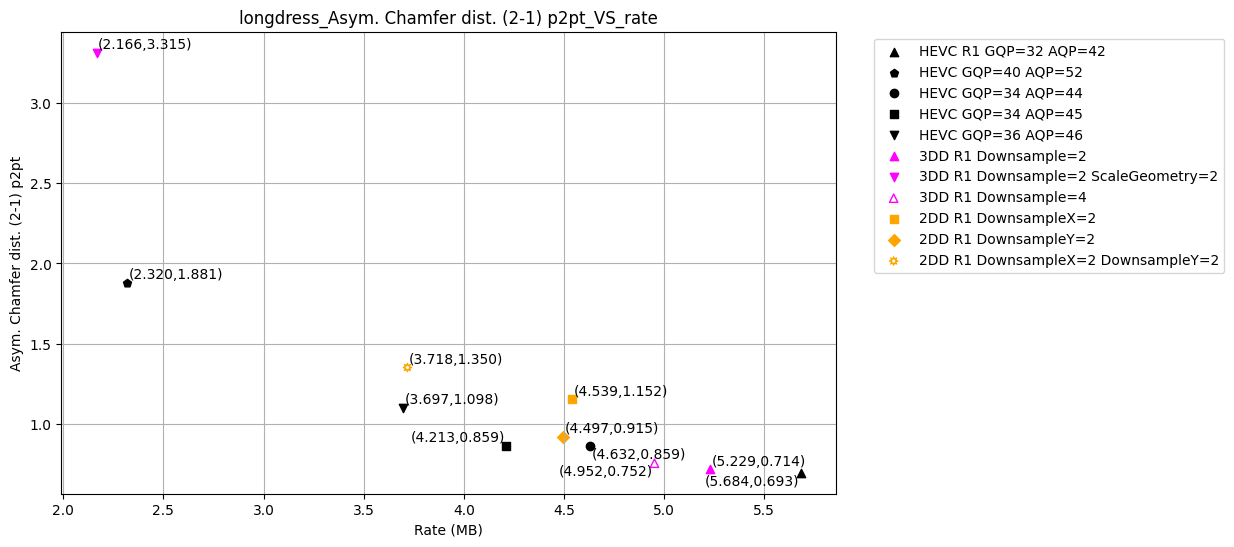 longdress_Asym. Chamfer dist. (2-1) p2pt_VS_rate
(2.166,3.315)
HEVC R1 GQP=32 AQP=42
HEVC GQP=40 AQP=52
HEVC GQP=34 AQP=44
HEVC GQP=34 AQP=45
HEVC GQP=36 AQP=46
3DD R1 Downsample=2
3DD R1 Downsample=2 ScaleGeometry=2
3DD R1 Downsample=4
2DD R1 DownsampleX=2
2DD R1 DownsampleY=2
2DD R1 DownsampleX=2 DownsampleY=2
Asym. Chamfer dist. (2-1) p2pt
3.0
2.5
2.0
1.5
1.0
(2.320,1.881)
(3.718,1.350)
(3.697,1.098)
(4.539,1.152)
(4.213,0.859)
(4.497,0.915)
(4.632,0.859)
(4.952,0.752)
(5.229,0.714)
(5.684,0.693)
2.0 2.5 3.0 3.5 4.0 4.5 5.0 5.5
Rate (MB)